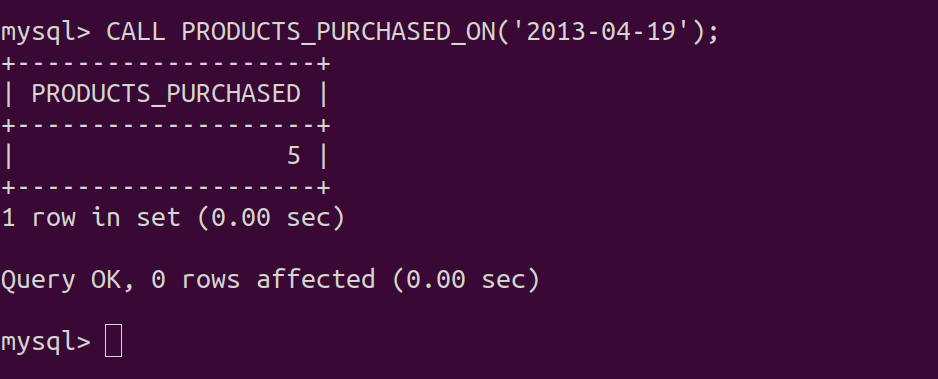 mysql> CALL PRODUCTS_PURCHASED_ON('2013-04-19');
+--------------------+
| PRODUCTS_PURCHASED |
+--------------------+
|                  5 |
+--------------------+
1 row in set (0.00 sec)
Query OK, 0 rows affected (0.00 sec)
mysql>